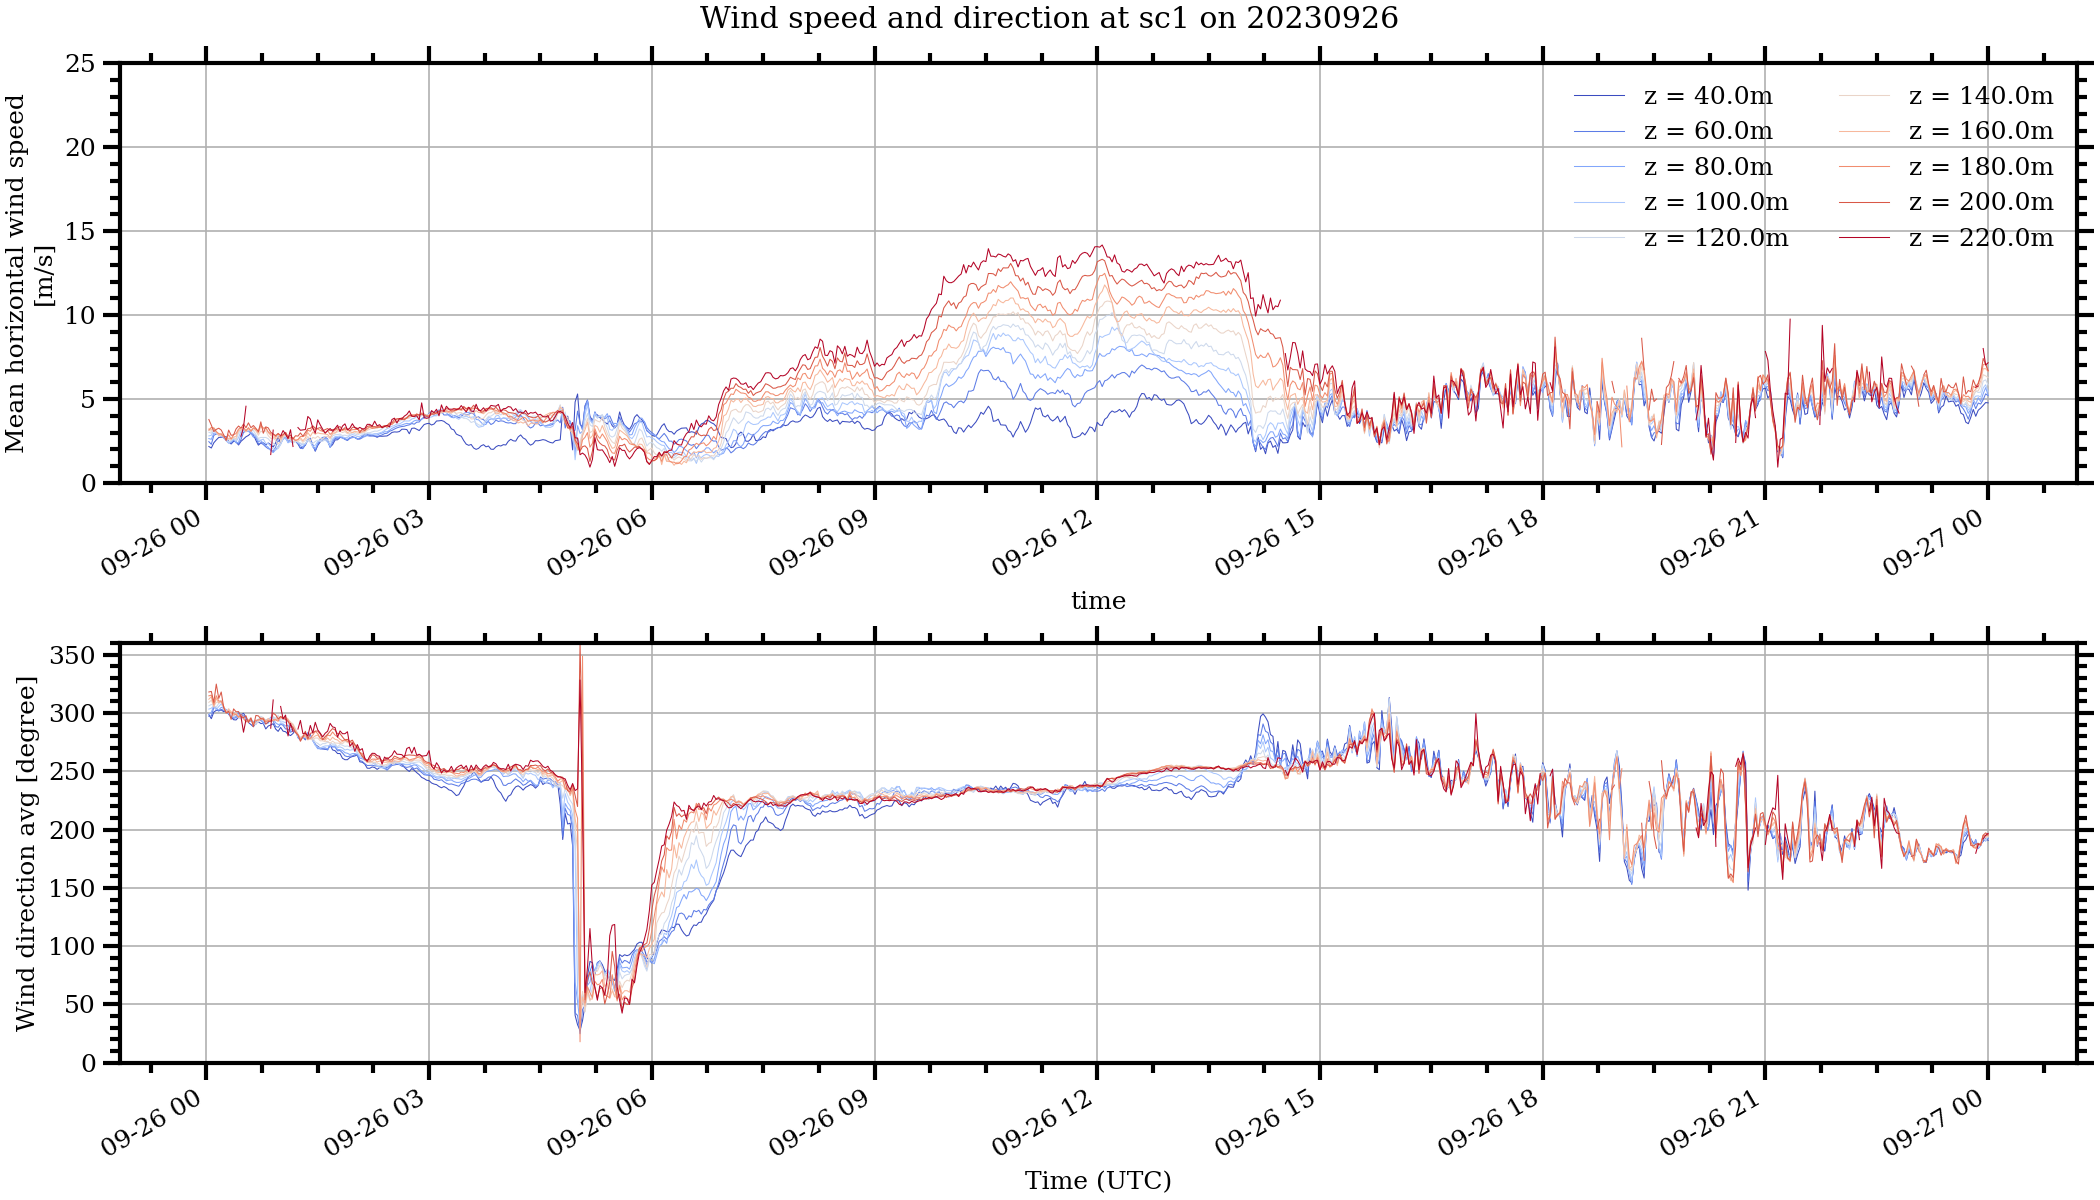 Wind speed and direction at sc1 on 20230926
Mean horizontal wind speed
[m/s]
25
20
15
10
5
0
z = 40.0m
z = 60.0m
z = 80.0m
z = 100.0m
z = 120.0m
z = 140.0m
z = 160.0m
z = 180.0m
z = 200.0m
z = 220.0m
09-26 00
09-26 03
09-26 06
09-26 09
09-26 12
09-26 15
09-26 18
09-26 21
09-27 00
time
Wind direction avg [degree]
350
300
250
200
150
100
50
0
09-26 00
09-26 03
09-26 06
09-26 09
09-26 12
09-26 15
09-26 18
09-26 21
09-27 00
Time (UTC)